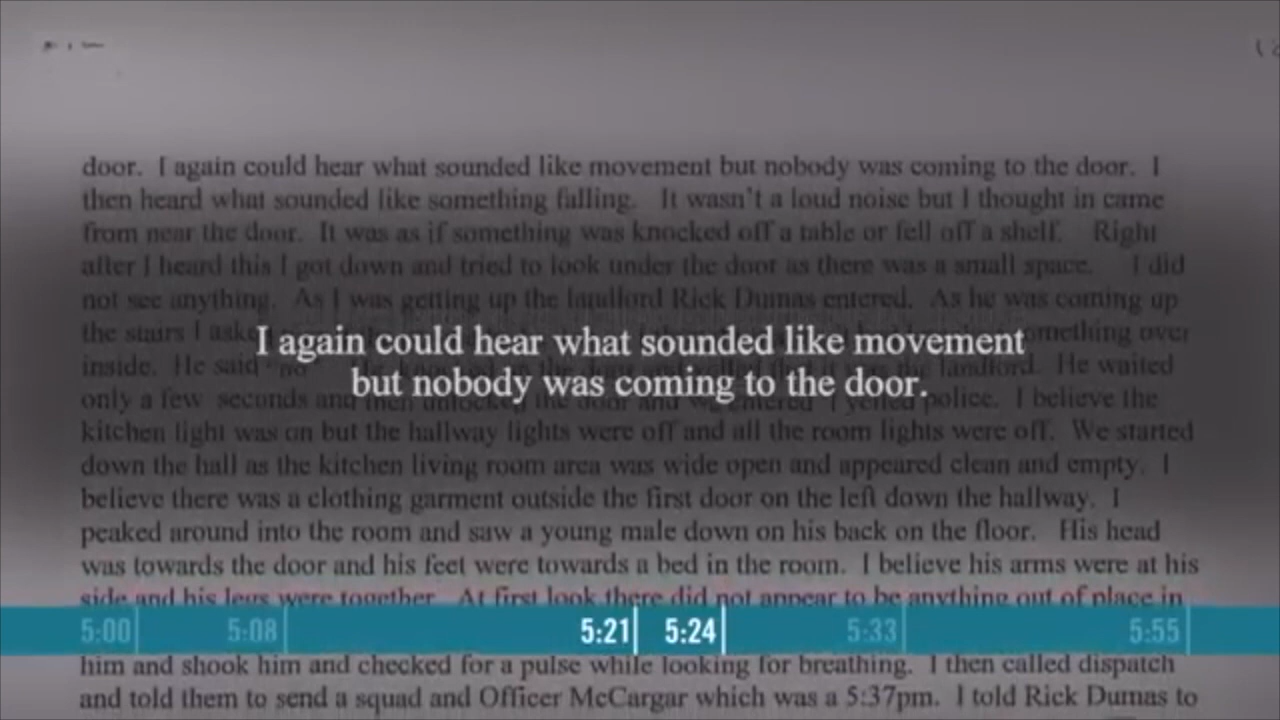 door. I again could hear what sounded like movement but nobody was coming to the door. I
then heard what sounded like something falling. It wasn't a loud noise but I thought in came
from near the door. It was as if something was knocked off a table or fell off a shelf. Right
after I heard this I got down and tried to look under the door as there was a small space. I did
not see anything. As I was getting up the landlord Rick Dumas entered. As he was coming up
the stairs I aske omething over
I again could hear what sounded like movement
but nobody was coming to the door.
inside. He said "no" landlord. He waited
only a few seconds and then unlocked the door and we entered I yelled police. I believe the
kitchen light was on but the hallway lights were off and all the room lights were off. We started
down the hall as the kitchen living room area was wide open and appeared clean and empty. I
believe there was a clothing garment outside the first door on the left down the hallway. I
peaked around into the room and saw a young male down on his back on the floor. His head
was towards the door and his feet were towards a bed in the room. I believe his arms were at his
side and his legs were together. At first look there did not appear to be anything out of place in
5:00 5:08 5:21 5:24 5:33 5:55
him and shook him and checked for a pulse while looking for breathing. I then called dispatch
and told them to send a squad and Officer McCargar which was a 5:37pm. I told Rick Dumas to